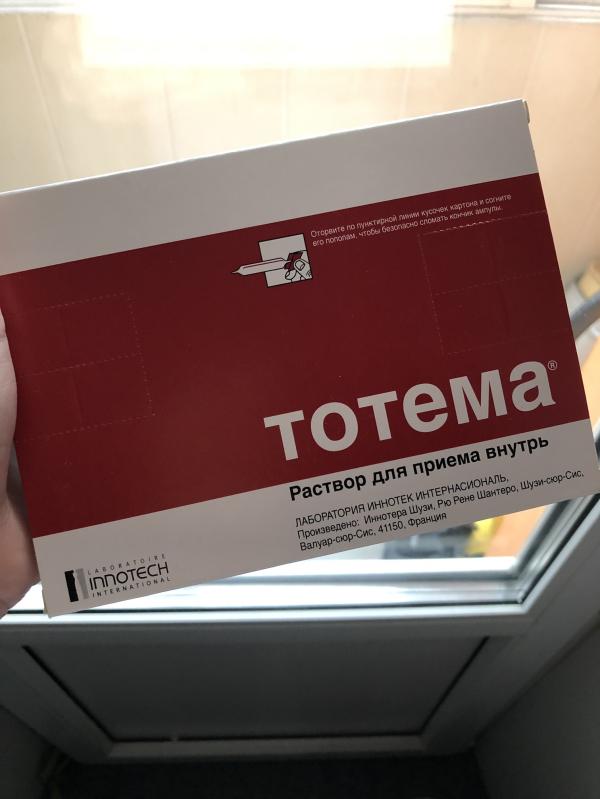 Оторвите по пунктирной линии кусочек картона и согните
его пополам, чтобы безопасно сломать кончик ампулы.
тотема®
Раствор для приема внутрь
ЛАБОРАТОРИЯ ИННОТЕК ИНТЕРНАСИОНАЛЬ,
Произведено: Иннотера Шузи, Рю Рене Шантеро, Шузи-сюр-Сис,
Валуар-сюр-Сис, 41150, Франция
LABORATOIRE
INNOTECH
INTERNATIONAL